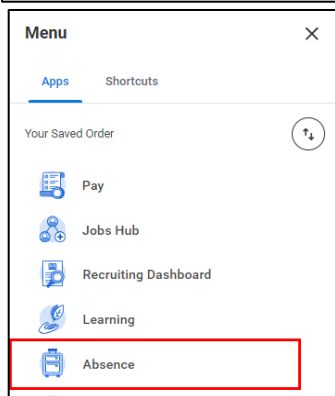 Menu
Apps Shortcuts
Your Saved Order
Pay
Jobs Hub
Recruiting Dashboard
Learning
Absence